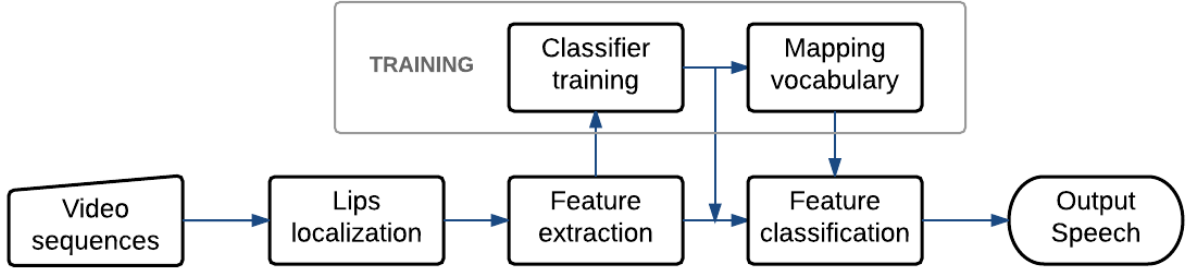 TRAINING
Classifier
training
Mapping
vocabulary
Video
sequences
Lips
localization
Feature
extraction
Feature
classification
Output
Speech